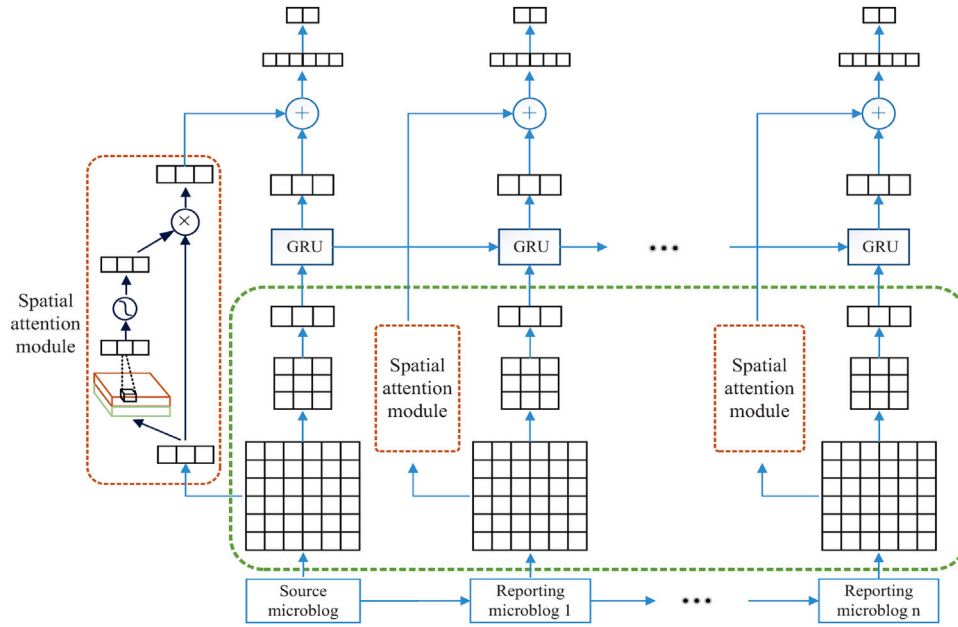 +
+
+
×
GRU
GRU
...
GRU
Spatial
attention
module
Spatial
attention
module
Spatial
attention
module
Source
microblog
Reporting
microblog 1
...
Reporting
microblog n